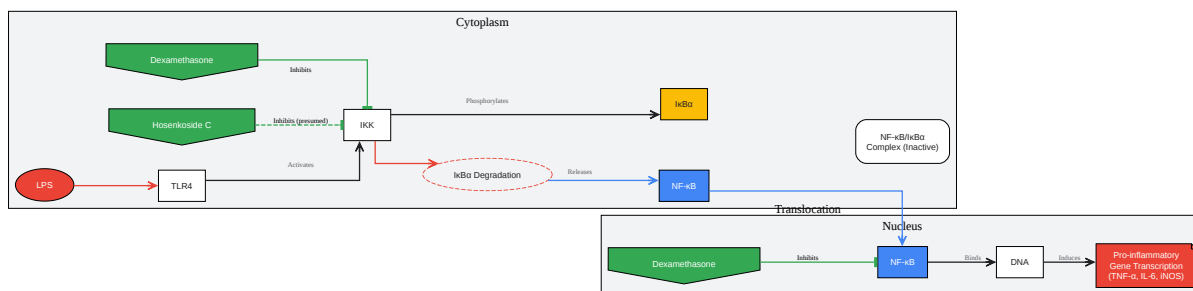 Cytoplasm
Dexamethasone
Inhibits
Phosphorylates
IκBα
Hosenkoside C
Inhibits (presumed)
IKK
NF-κB/IκBα
Complex (Inactive)
Activates
LPS
TLR4
IκBα Degradation
Releases
NF-κB
Translocation
Nucleus
Dexamethasone
Inhibits
NF-κB
Binds
DNA
Induces
Pro-inflammatory
Gene Transcription
(TNF-α, IL-6, iNOS)